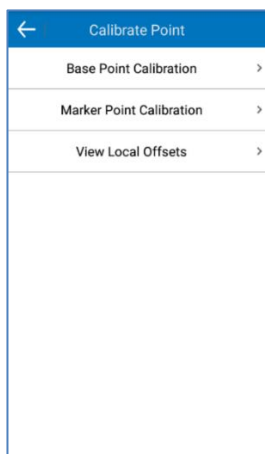 Calibrate Point
Base Point Calibration
Marker Point Calibration
View Local Offsets